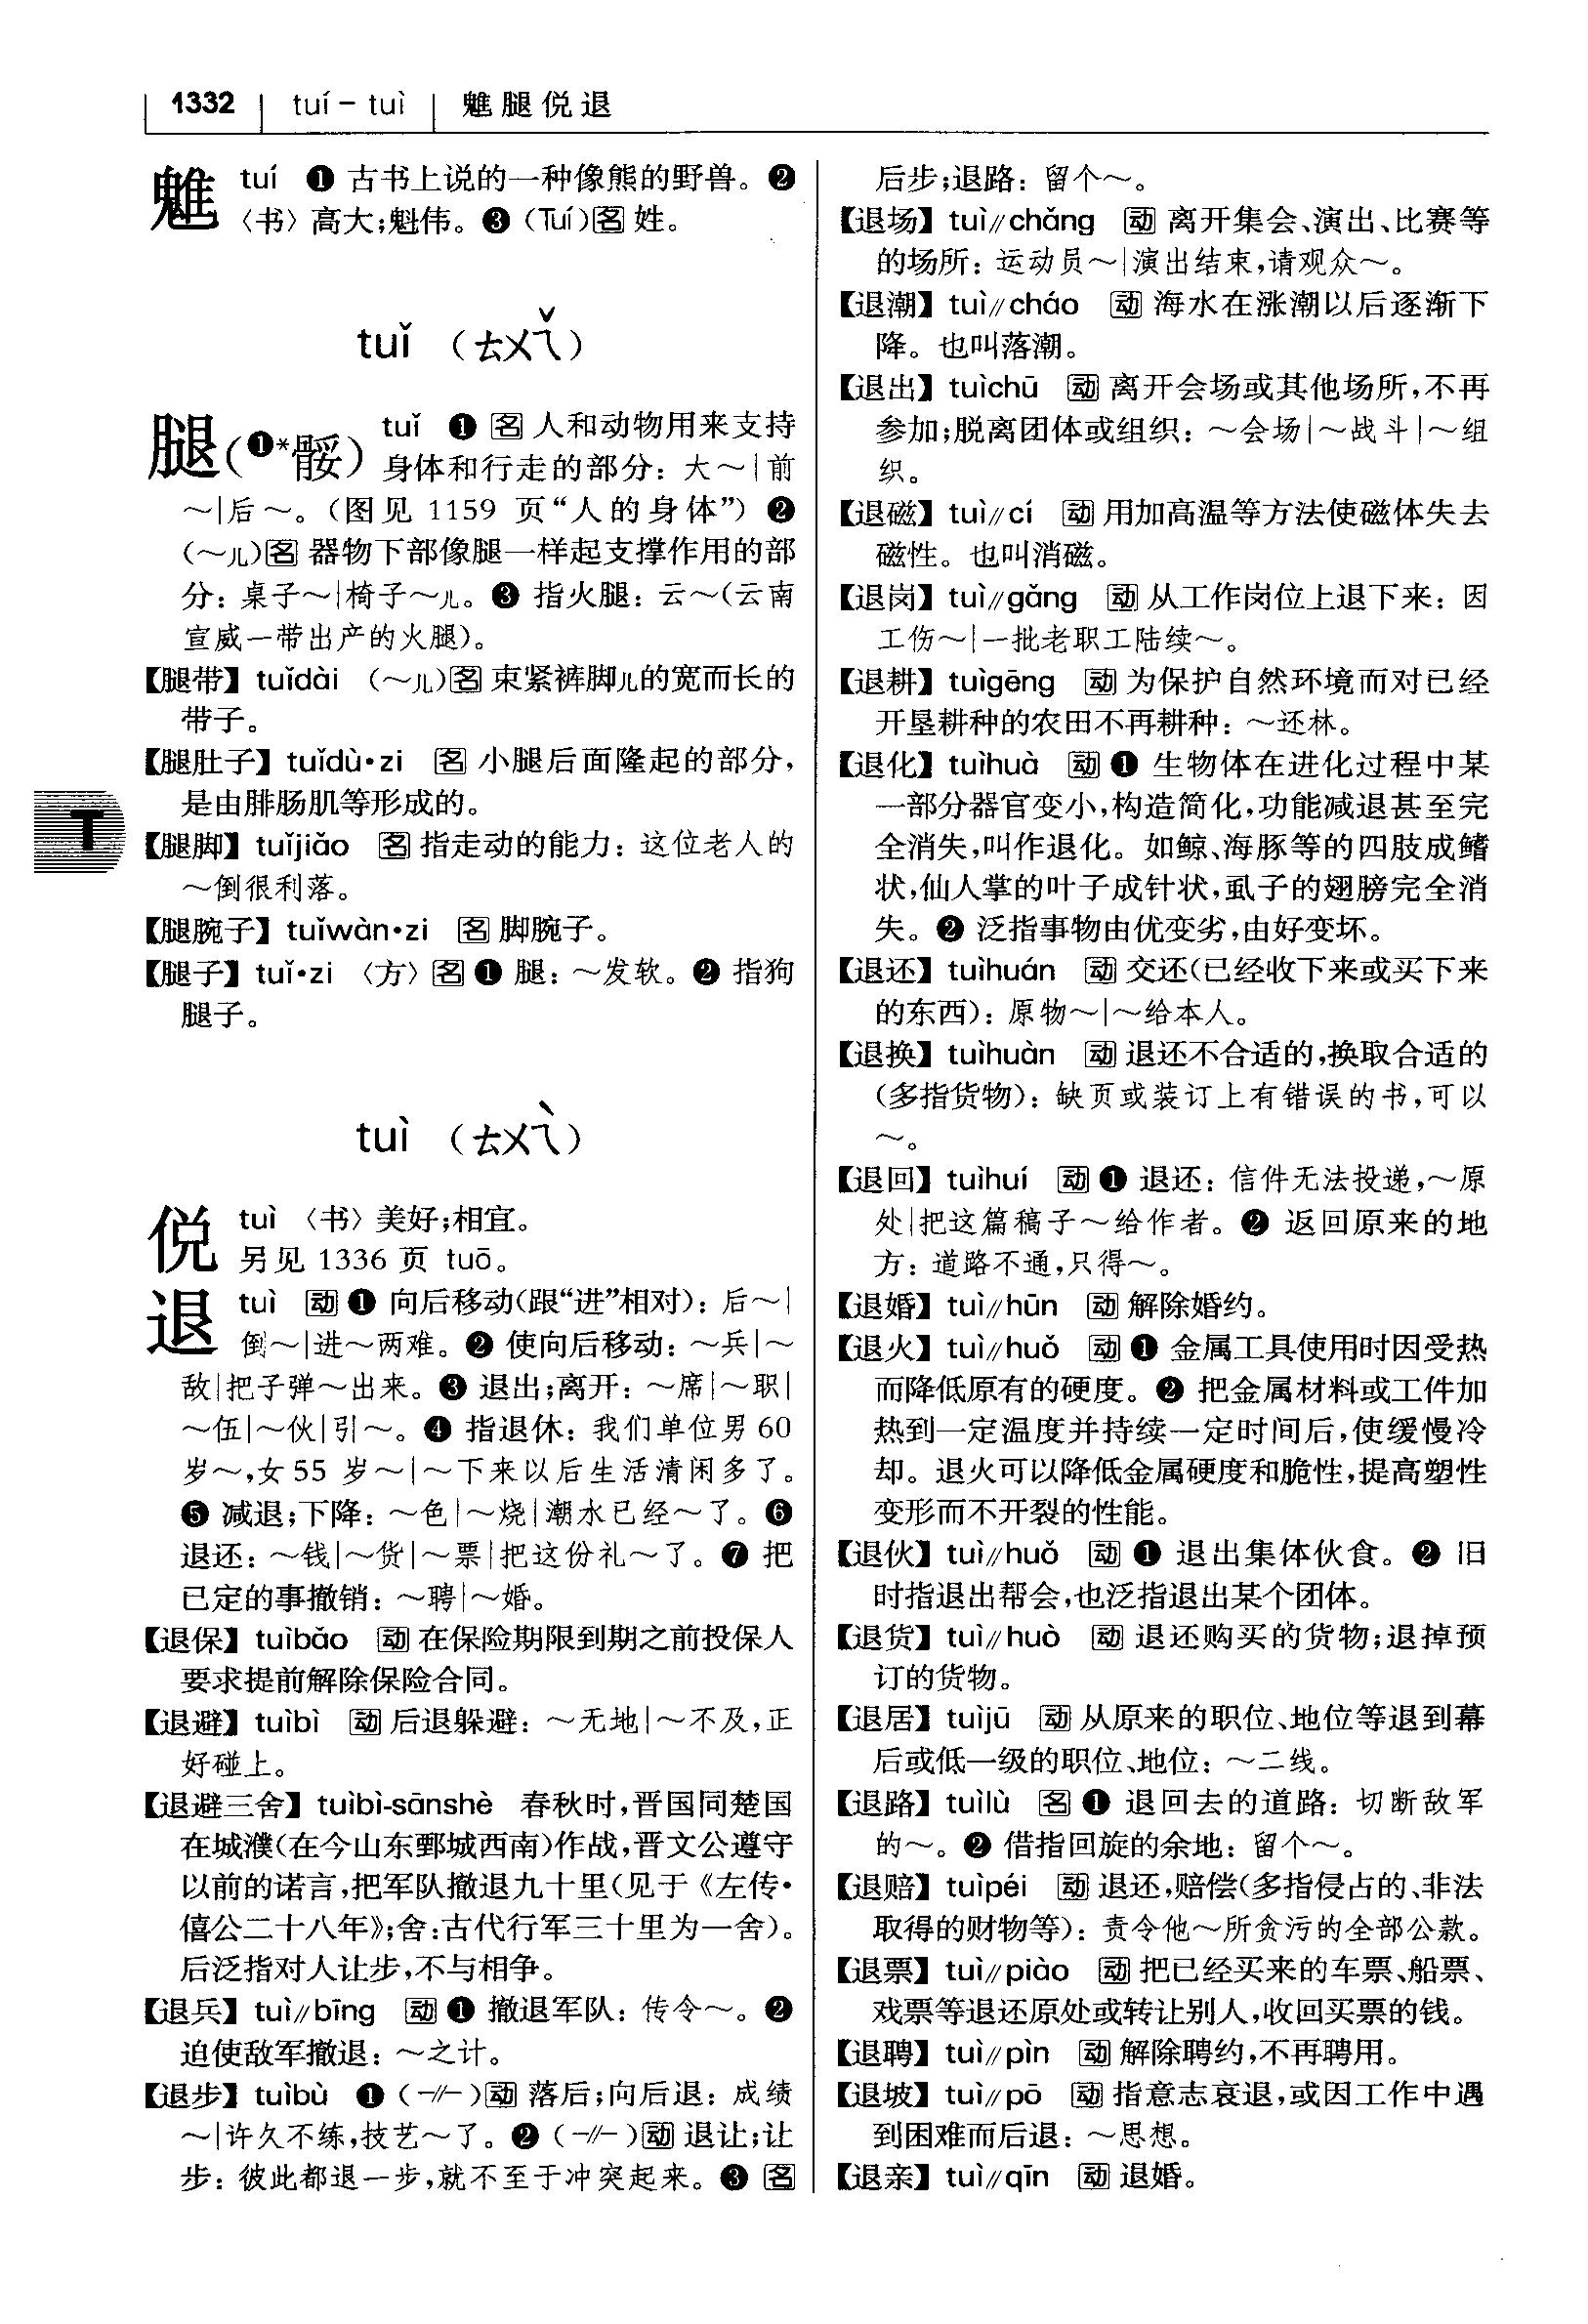 1332 tuí－tuì 魋腿侻退
魋 tuí ❶ 古书上说的一种像熊的野兽。❷
〈书〉高大；魁伟。❸（Tuí）名 姓。
tuǐ （ㄊㄨㄟˇ）
腿（❶*骽） tuǐ ❶ 名 人和动物用来支持
身体和行走的部分：大～|前
～|后～。（图见 1159 页“人的身体”）❷
（～儿）名 器物下部像腿一样起支撑作用的部
分：桌子～|椅子～儿。❸ 指火腿：云～（云南
宣威一带出产的火腿）。
【腿带】tuǐdài （～儿）名 束紧裤脚儿的宽而长的
带子。
【腿肚子】tuǐdù·zi 名 小腿后面隆起的部分，
是由腓肠肌等形成的。
T
【腿脚】tuǐjiǎo 名 指走动的能力：这位老人的
～倒很利落。
【腿腕子】tuǐwàn·zi 名 脚腕子。
【腿子】tuǐ·zi 〈方〉名 ❶ 腿：～发软。❷ 指狗
腿子。
tuì （ㄊㄨㄟˋ）
侻 tuì 〈书〉美好；相宜。
另见 1336 页 tuō。
退 tuì 动 ❶ 向后移动（跟“进”相对）：后～|
倒～|进～两难。❷ 使向后移动：～兵|～
敌|把子弹～出来。❸ 退出；离开：～席|～职|
～伍|～伙|引～。❹ 指退休：我们单位男 60
岁～，女 55 岁～|～下来以后生活清闲多了。
❺ 减退；下降：～色|～烧|潮水已经～了。❻
退还：～钱|～货|～票|把这份礼～了。❼ 把
已定的事撤销：～聘|～婚。
【退保】tuìbǎo 动 在保险期限到期之前投保人
要求提前解除保险合同。
【退避】tuìbì 动 后退躲避：～无地|～不及，正
好碰上。
【退避三舍】tuìbì-sānshè 春秋时，晋国同楚国
在城濮（在今山东鄄城西南）作战，晋文公遵守
以前的诺言，把军队撤退九十里（见于《左传·
僖公二十八年》；舍：古代行军三十里为一舍）。
后泛指对人让步，不与相争。
【退兵】tuì//bīng 动 ❶ 撤退军队：传令～。❷
迫使敌军撤退：～之计。
【退步】tuìbù ❶（-//-）动 落后；向后退：成绩
～|许久不练，技艺～了。❷（-//-）动 退让；让
步：彼此都退一步，就不至于冲突起来。❸ 名
后步；退路：留个～。
【退场】tuì//chǎng 动 离开集会、演出、比赛等
的场所：运动员～|演出结束，请观众～。
【退潮】tuì//cháo 动 海水在涨潮以后逐渐下
降。也叫落潮。
【退出】tuìchū 动 离开会场或其他场所，不再
参加；脱离团体或组织：～会场|～战斗|～组
织。
【退磁】tuì//cí 动 用加高温等方法使磁体失去
磁性。也叫消磁。
【退岗】tuì//gǎng 动 从工作岗位上退下来：因
工伤～|一批老职工陆续～。
【退耕】tuìgēng 动 为保护自然环境而对已经
开垦耕种的农田不再耕种：～还林。
【退化】tuìhuà 动 ❶ 生物体在进化过程中某
一部分器官变小，构造简化，功能减退甚至完
全消失，叫作退化。如鲸、海豚等的四肢成鳍
状，仙人掌的叶子成针状，虱子的翅膀完全消
失。❷ 泛指事物由优变劣，由好变坏。
【退还】tuìhuán 动 交还（已经收下来或买下来
的东西）：原物～|～给本人。
【退换】tuìhuàn 动 退还不合适的，换取合适的
（多指货物）：缺页或装订上有错误的书，可以
～。
【退回】tuìhuí 动 ❶ 退还：信件无法投递，～原
处|把这篇稿子～给作者。❷ 返回原来的地
方：道路不通，只得～。
【退婚】tuì//hūn 动 解除婚约。
【退火】tuì//huǒ 动 ❶ 金属工具使用时因受热
而降低原有的硬度。❷ 把金属材料或工件加
热到一定温度并持续一定时间后，使缓慢冷
却。退火可以降低金属硬度和脆性，提高塑性
变形而不开裂的性能。
【退伙】tuì//huǒ 动 ❶ 退出集体伙食。❷ 旧
时指退出帮会，也泛指退出某个团体。
【退货】tuì//huò 动 退还购买的货物；退掉预
订的货物。
【退居】tuìjū 动 从原来的职位、地位等退到幕
后或低一级的职位、地位：～二线。
【退路】tuìlù 名 ❶ 退回去的道路：切断敌军
的～。❷ 借指回旋的余地：留个～。
【退赔】tuìpéi 动 退还，赔偿（多指侵占的、非法
取得的财物等）：责令他～所贪污的全部公款。
【退票】tuì//piào 动 把已经买来的车票、船票、
戏票等退还原处或转让别人，收回买票的钱。
【退聘】tuì//pìn 动 解除聘约，不再聘用。
【退坡】tuì//pō 动 指意志衰退，或因工作中遇
到困难而后退：～思想。
【退亲】tuì//qīn 动 退婚。